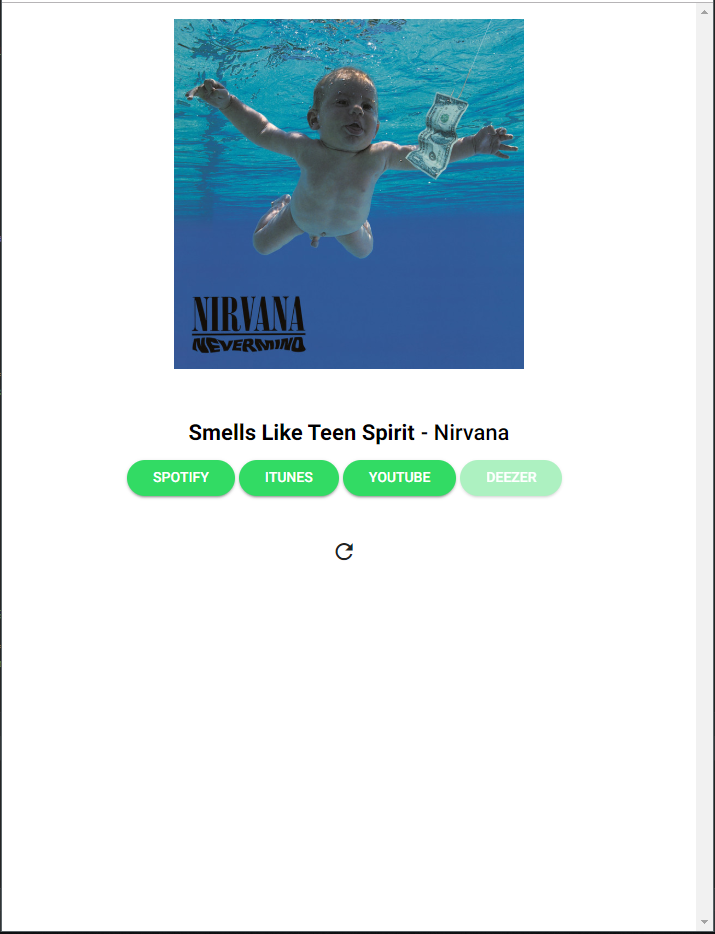 NIRVANA
NEVERMIND
Smells Like Teen Spirit - Nirvana
SPOTIFY ITUNES YOUTUBE DEEZER